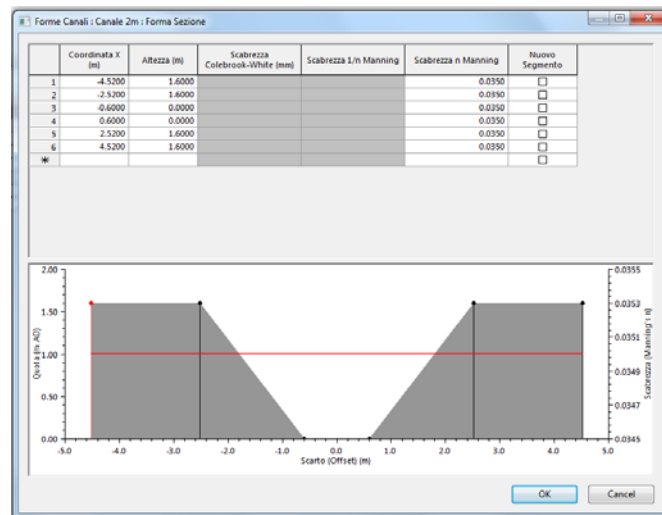 Forme Canali : Canale 2m : Forma Sezione
Coordinata X (m) Altezza (m) Scabrezza Colebrook-White (mm) Scabrezza 1/n Manning Scabrezza n Manning Nuovo Segmento
1 -4.5200 1.6000 0.0350
2 -2.5200 1.6000 0.0350
3 -0.6000 0.0000 0.0350
4 0.6000 0.0000 0.0350
5 2.5200 1.6000 0.0350
6 4.5200 1.6000 0.0350
2.00 0.0355
1.50 0.0353
1.00 0.0350
0.50 0.0347
0.00 0.0345
Quota (m AD)
Scabrezza (Manning's n)
-5.0 -4.0 -3.0 -2.0 -1.0 0.0 1.0 2.0 3.0 4.0 5.0
Scarto (Offset) (m)
OK Cancel